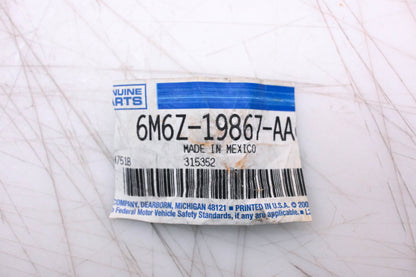 NUINE
ARTS
6M6Z-19867-AA
MADE IN MEXICO
7518 315352
COMPANY, DEARBORN, MICHIGAN 48121 ■ PRINTED IN U.S.A. © 200
Federal Motor Vehicle Safety Standards, if any are applicable. ■